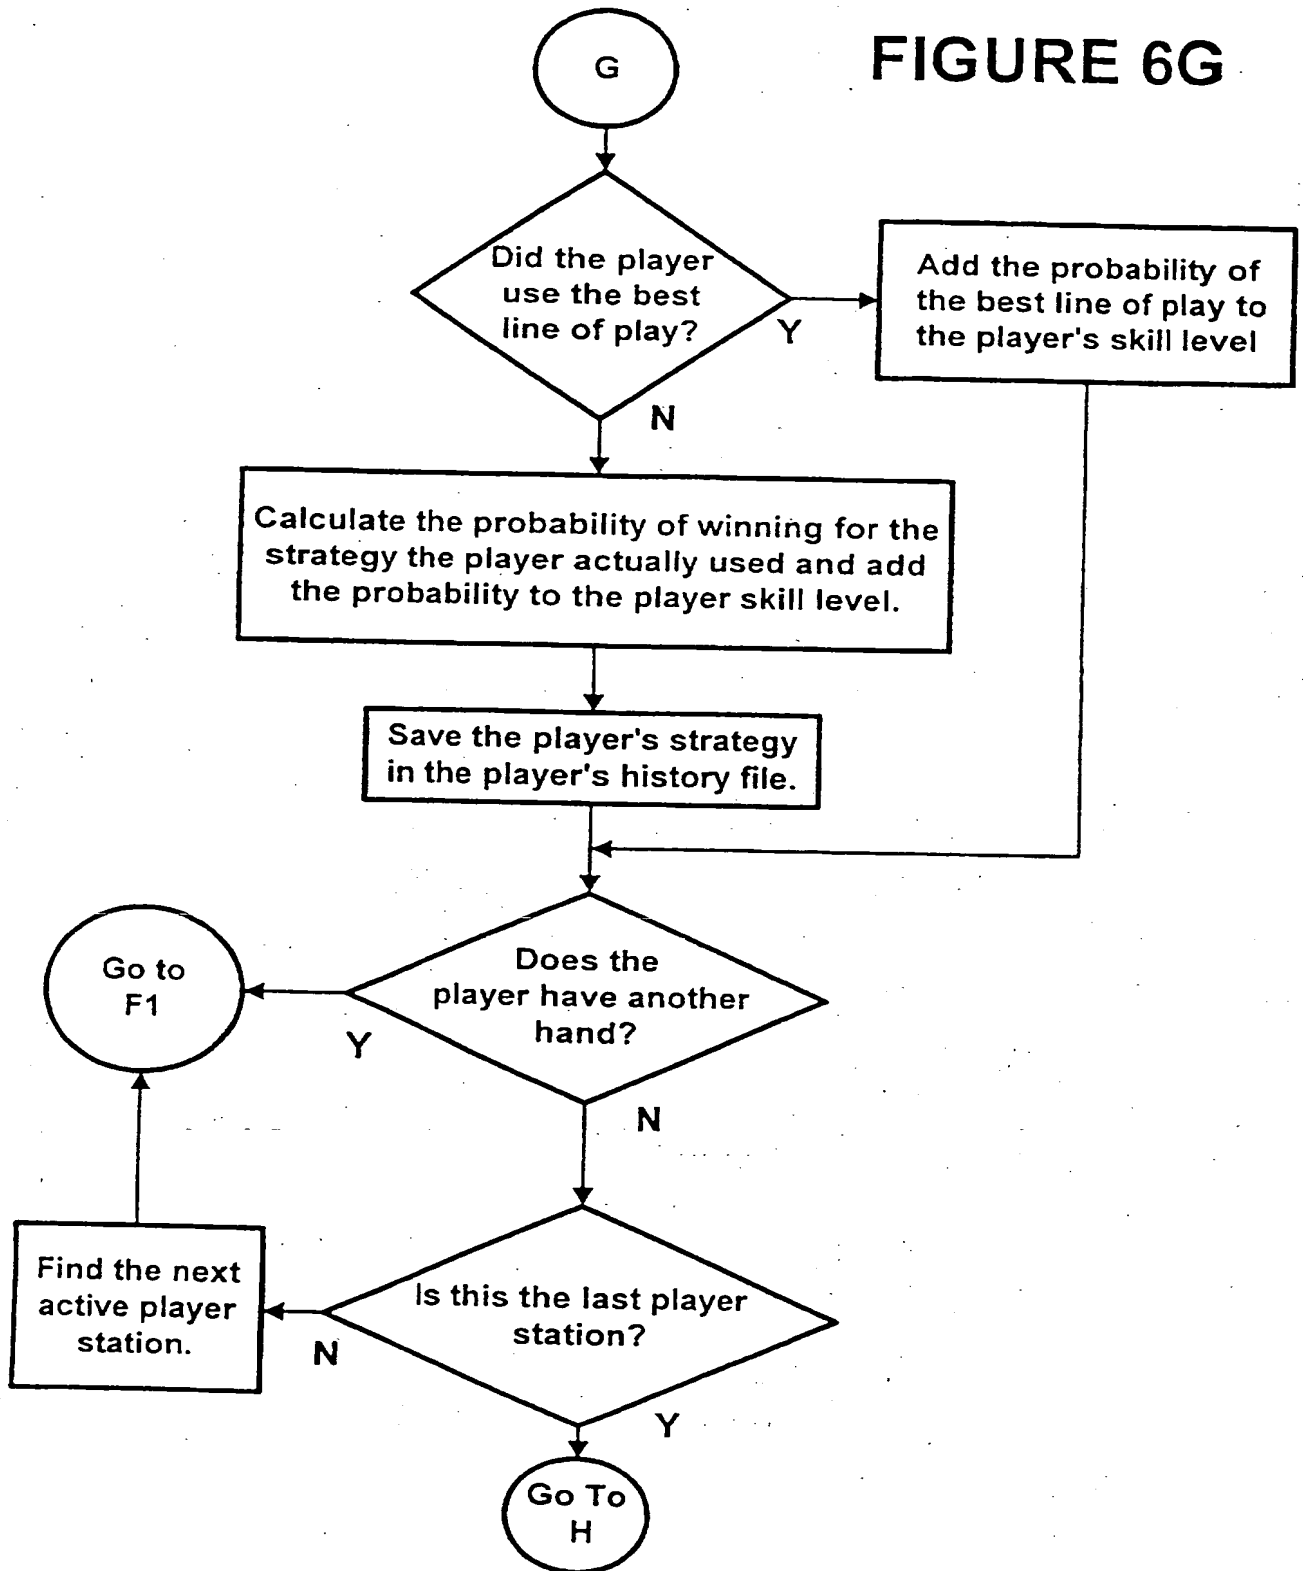 FIGURE 6G
G
Did the player
use the best
line of play?
Y
Add the probability of
the best line of play to
the player's skill level
N
Calculate the probability of winning for the
strategy the player actually used and add
the probability to the player skill level.
Save the player's strategy
in the player's history file.
Go to
F1
Does the
player have another
hand?
Y
N
Find the next
active player
station.
Is this the last player
station?
N
Y
Go To
H